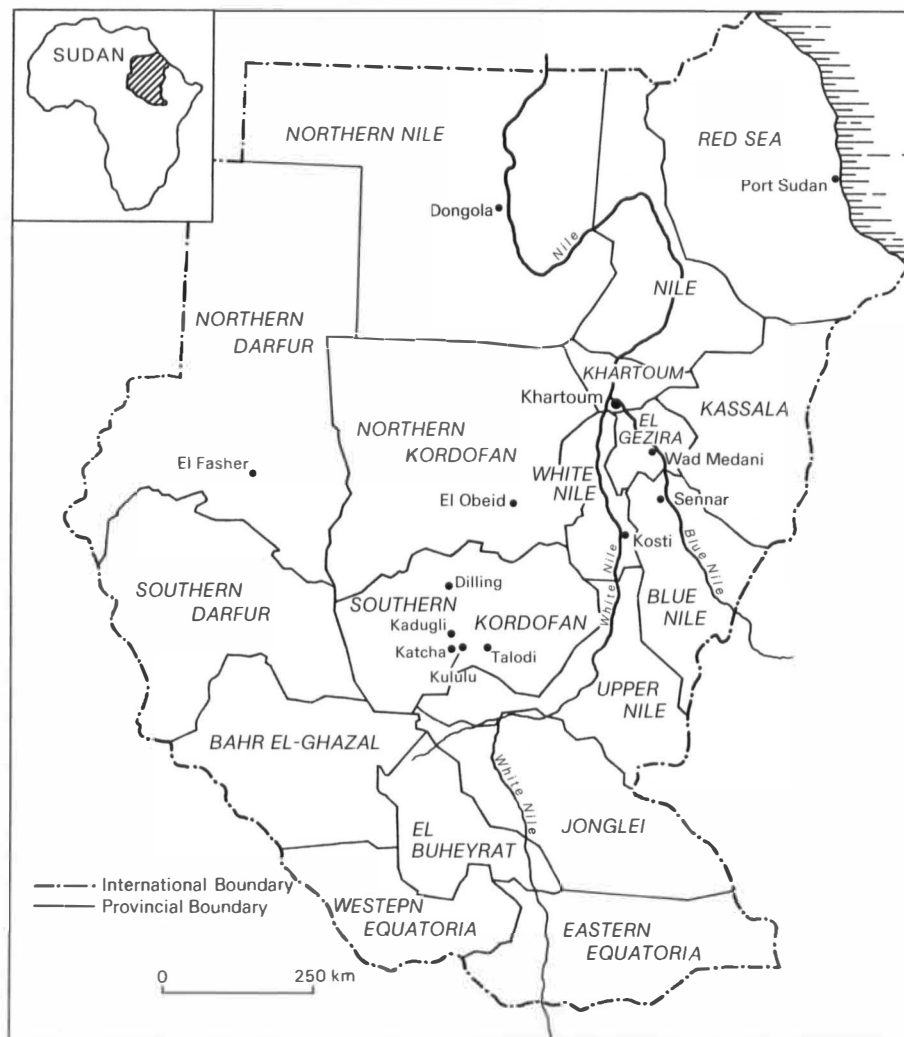 SUDAN
NORTHERN NILE
RED SEA
Port Sudan
Dongola
Nile
NILE
NORTHERN
DARFUR
KHARTOUM
Khartoum
KASSALA
EL
GEZIRA
NORTHERN
KORDOFAN
Wad Medani
El Fasher
WHITE
NILE
El Obeid
Sennar
Kosti
Blue Nile
White Nile
SOUTHERN
DARFUR
Dilling
SOUTHERN
KORDOFAN
BLUE
NILE
Kadugli
Katcha
Talodi
Kululu
UPPER
NILE
BAHR EL-GHAZAL
White Nile
JONGLEI
EL
BUHEYRAT
International Boundary
Provincial Boundary
WESTEPN
EQUATORIA
EASTERN
EQUATORIA
0 250 km